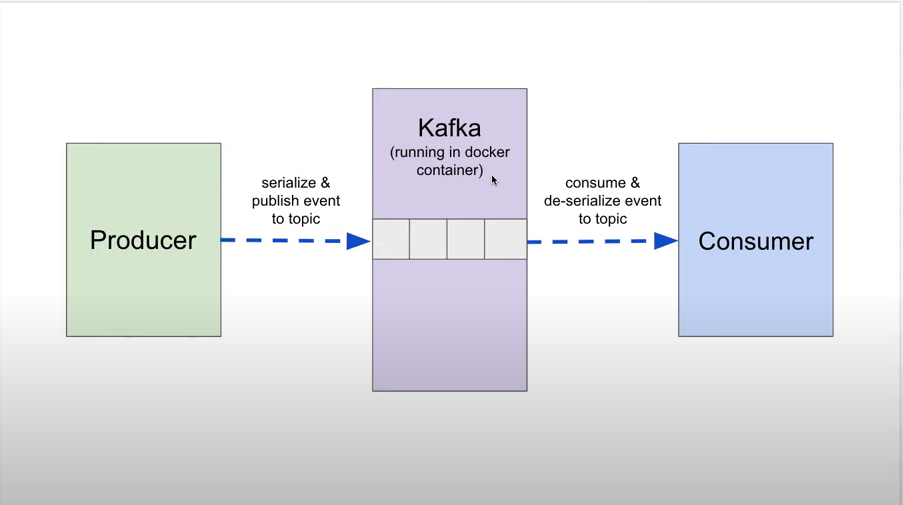 Producer
serialize &
publish event
to topic
Kafka
(running in docker
container)
consume &
de-serialize event
to topic
Consumer